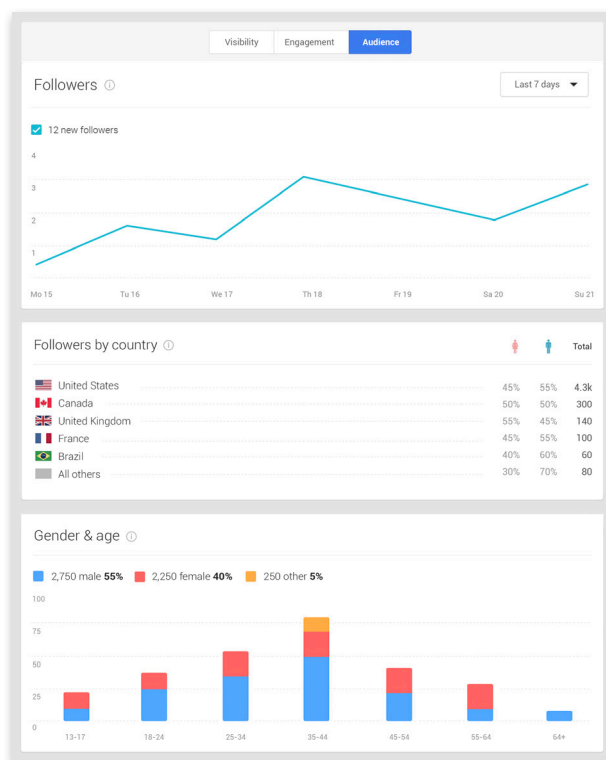 Visibility Engagement Audience
Followers
Last 7 days
12 new followers
4
3
2
1
Mo 15 Tu 16 We 17 Th 18 Fr 19 Sa 20 Su 21
Followers by country Total
United States 45% 55% 4.3k
Canada 50% 50% 300
United Kingdom 55% 45% 140
France 45% 55% 100
Brazil 40% 60% 60
All others 30% 70% 80
Gender & age
2,750 male 55% 2,250 female 40% 250 other 5%
100
75
50
25
0
13-17 18-24 25-34 35-44 45-54 55-64 64+